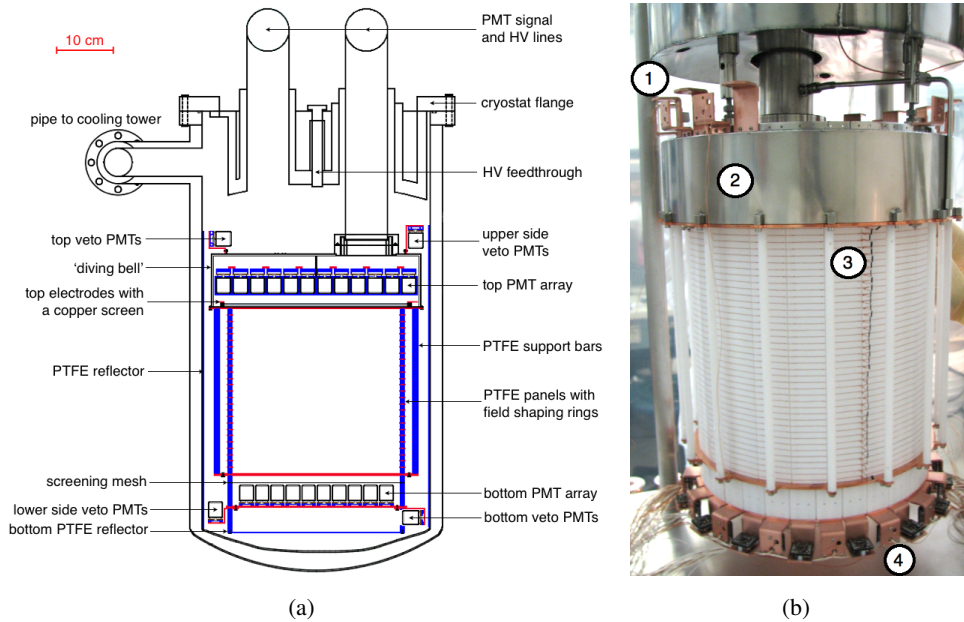 10 cm
PMT signal
and HV lines
cryostat flange
pipe to cooling tower
HV feedthrough
top veto PMTs
upper side
veto PMTs
'diving bell'
top PMT array
top electrodes with
a copper screen
PTFE support bars
PTFE reflector
PTFE panels with
field shaping rings
screening mesh
bottom PMT array
lower side veto PMTs
bottom veto PMTs
bottom PTFE reflector
(a)
1
2
3
4
(b)